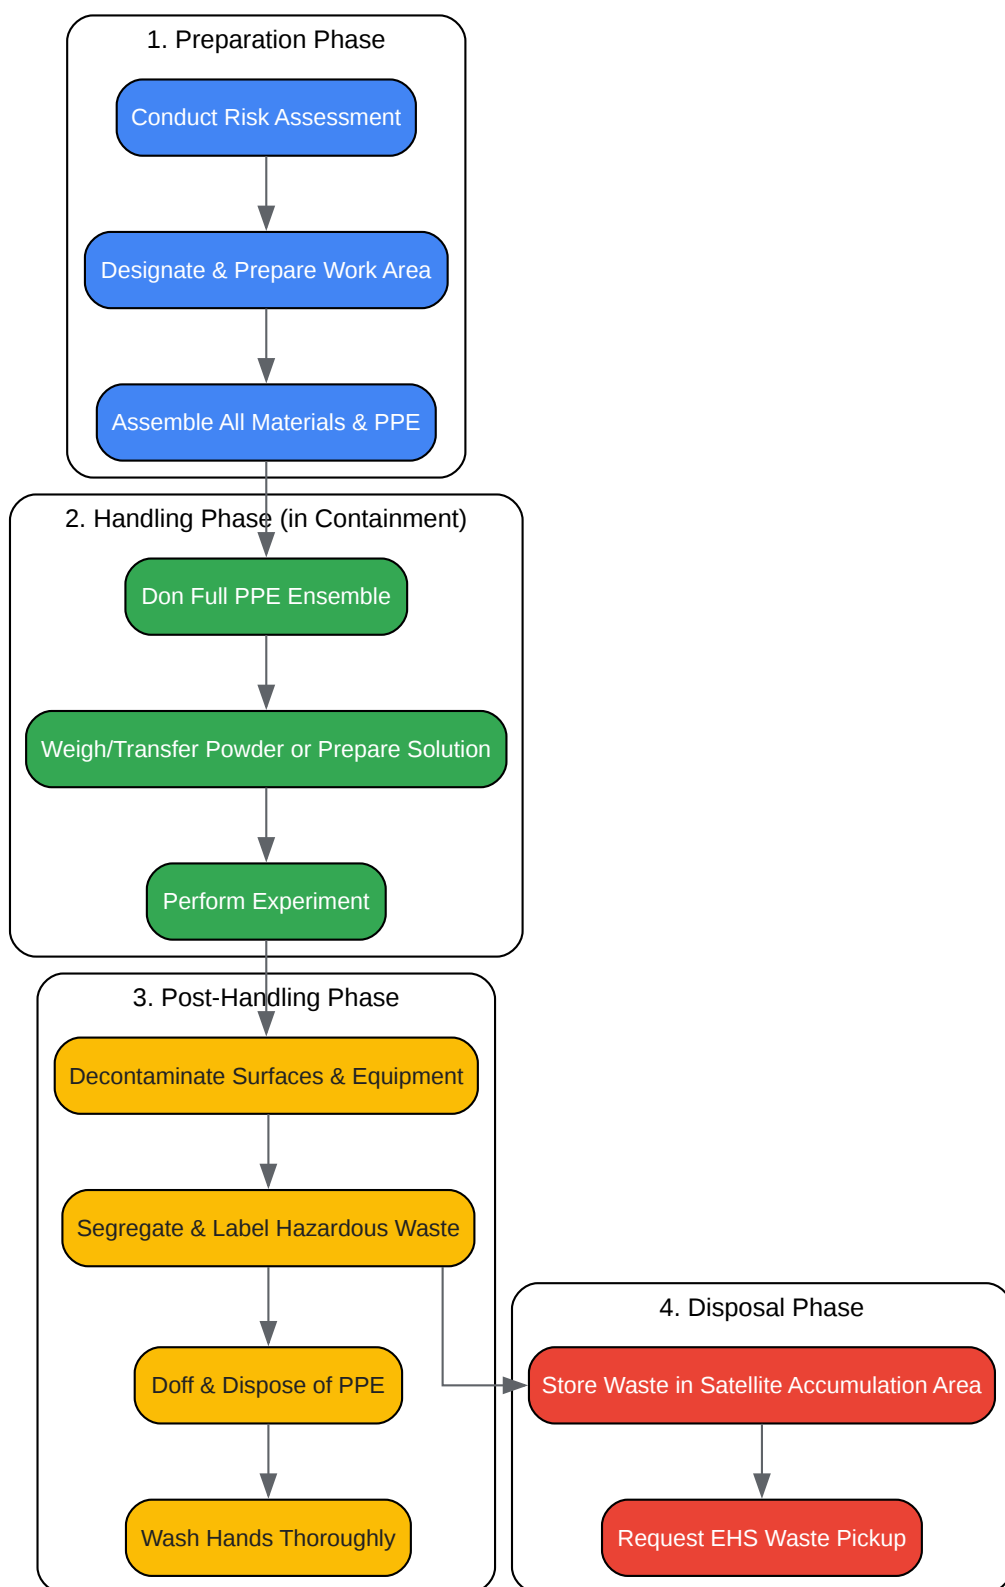 1. Preparation Phase
Conduct Risk Assessment
Designate & Prepare Work Area
Assemble All Materials & PPE
2. Handling Phase (in Containment)
Don Full PPE Ensemble
Weigh/Transfer Powder or Prepare Solution
Perform Experiment
3. Post-Handling Phase
Decontaminate Surfaces & Equipment
Segregate & Label Hazardous Waste
Doff & Dispose of PPE
Wash Hands Thoroughly
4. Disposal Phase
Store Waste in Satellite Accumulation Area
Request EHS Waste Pickup